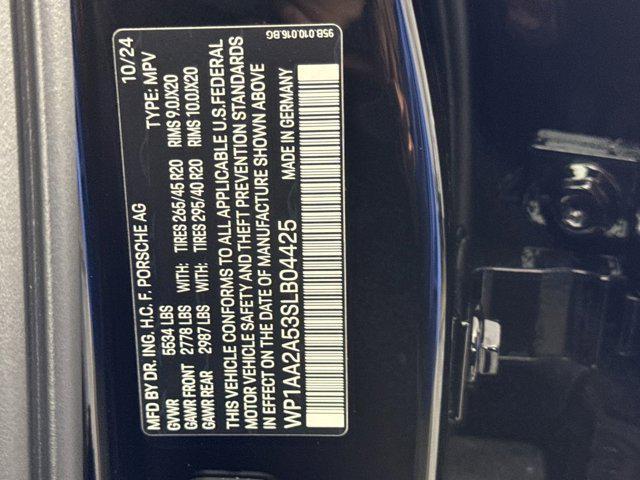 MFD BY DR. ING. H.C. F. PORSCHE AG 10/24
GVWR 5534 LBS TYPE: MPV
GAWR FRONT 2778 LBS WITH: TIRES 265/45 R20 RIMS 9.0JX20
GAWR REAR 2987 LBS WITH: TIRES 295/40 R20 RIMS 10.0JX20
THIS VEHICLE CONFORMS TO ALL APPLICABLE U.S. FEDERAL
MOTOR VEHICLE SAFETY AND THEFT PREVENTION STANDARDS
IN EFFECT ON THE DATE OF MANUFACTURE SHOWN ABOVE
WP1AA2A53SLB04425 MADE IN GERMANY
95B.010.016.BG